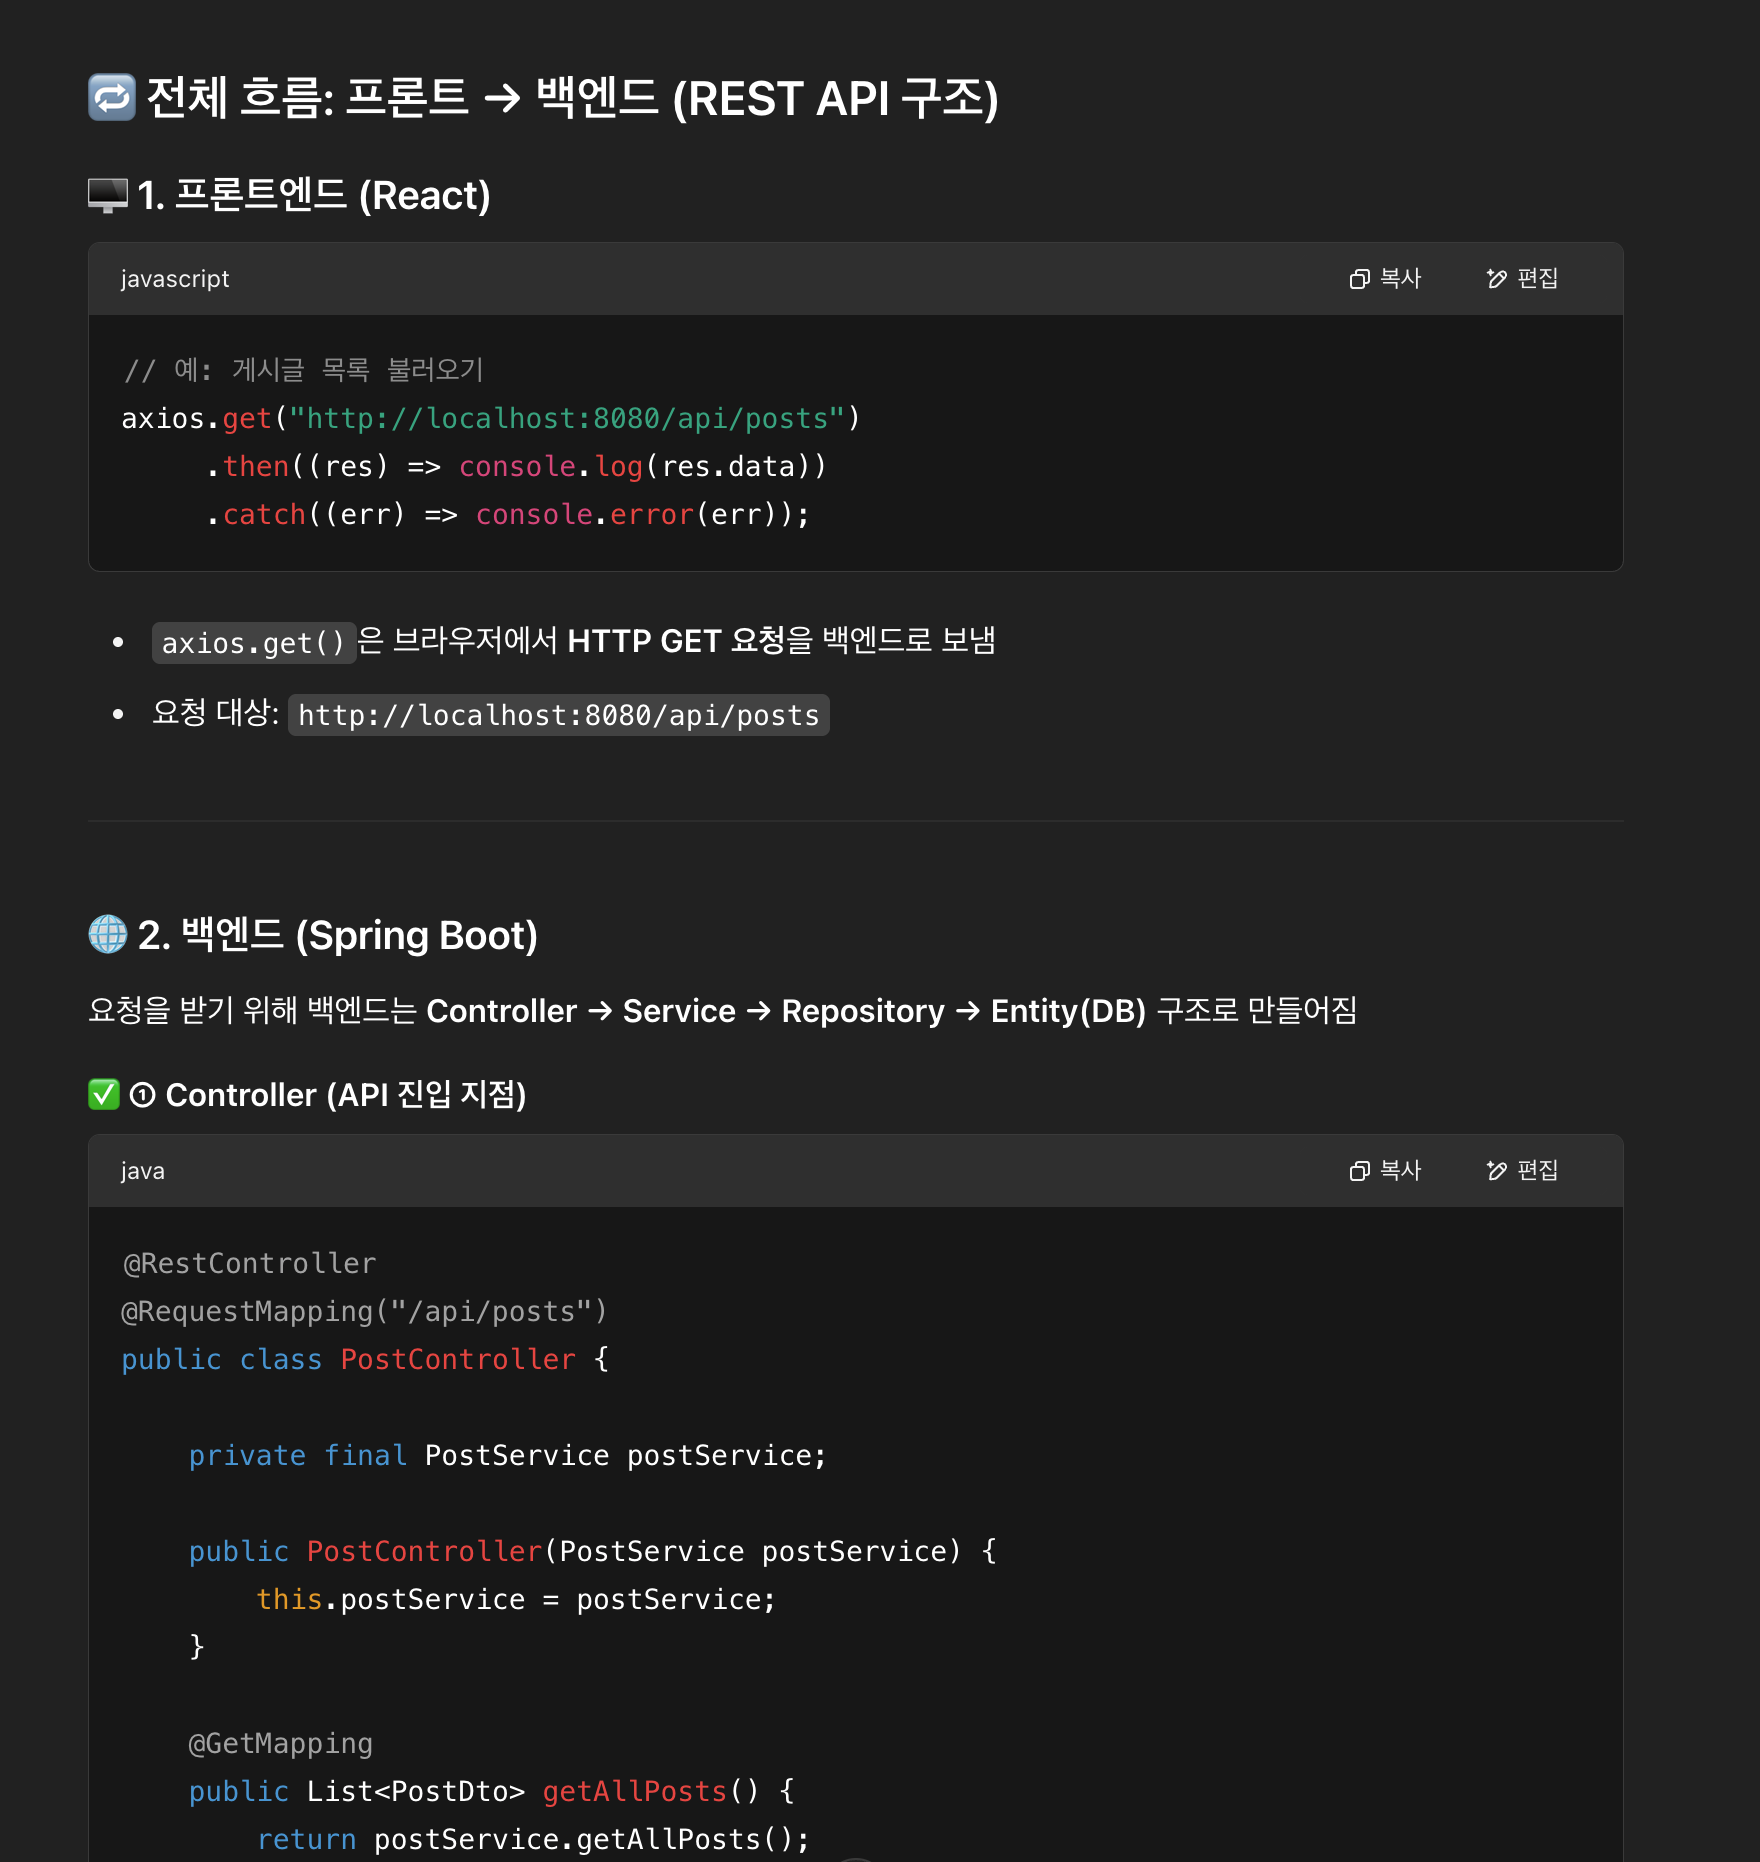 🔁 전체 흐름: 프론트 → 백엔드 (REST API 구조)
🖥️ 1. 프론트엔드 (React)
javascript 복사 편집
// 예: 게시글 목록 불러오기
axios.get("http://localhost:8080/api/posts")
     .then((res) => console.log(res.data))
     .catch((err) => console.error(err));
• axios.get()은 브라우저에서 HTTP GET 요청을 백엔드로 보냄
• 요청 대상: http://localhost:8080/api/posts
🌐 2. 백엔드 (Spring Boot)
요청을 받기 위해 백엔드는 Controller → Service → Repository → Entity(DB) 구조로 만들어짐
✅ ① Controller (API 진입 지점)
java 복사 편집
@RestController
@RequestMapping("/api/posts")
public class PostController {
    private final PostService postService;
    public PostController(PostService postService) {
        this.postService = postService;
    }
    @GetMapping
    public List<PostDto> getAllPosts() {
        return postService.getAllPosts();